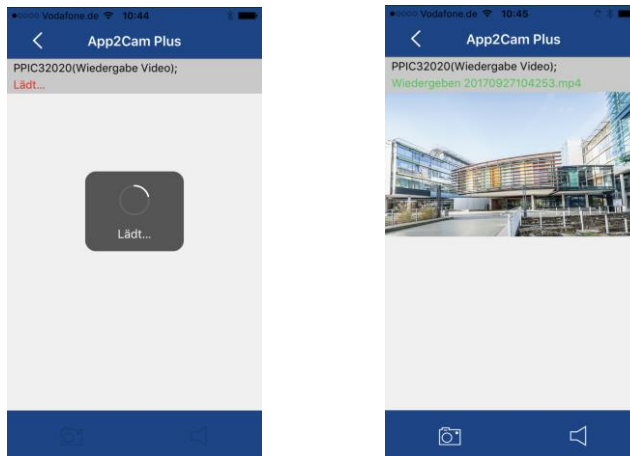 ●○○○○ Vodafone.de 10:44
App2Cam Plus
PPIC32020(Wiedergabe Video);
Lädt...
Lädt...
●○○○○ Vodafone.de 10:45
App2Cam Plus
PPIC32020(Wiedergabe Video);
Wiedergeben 20170927104253.mp4